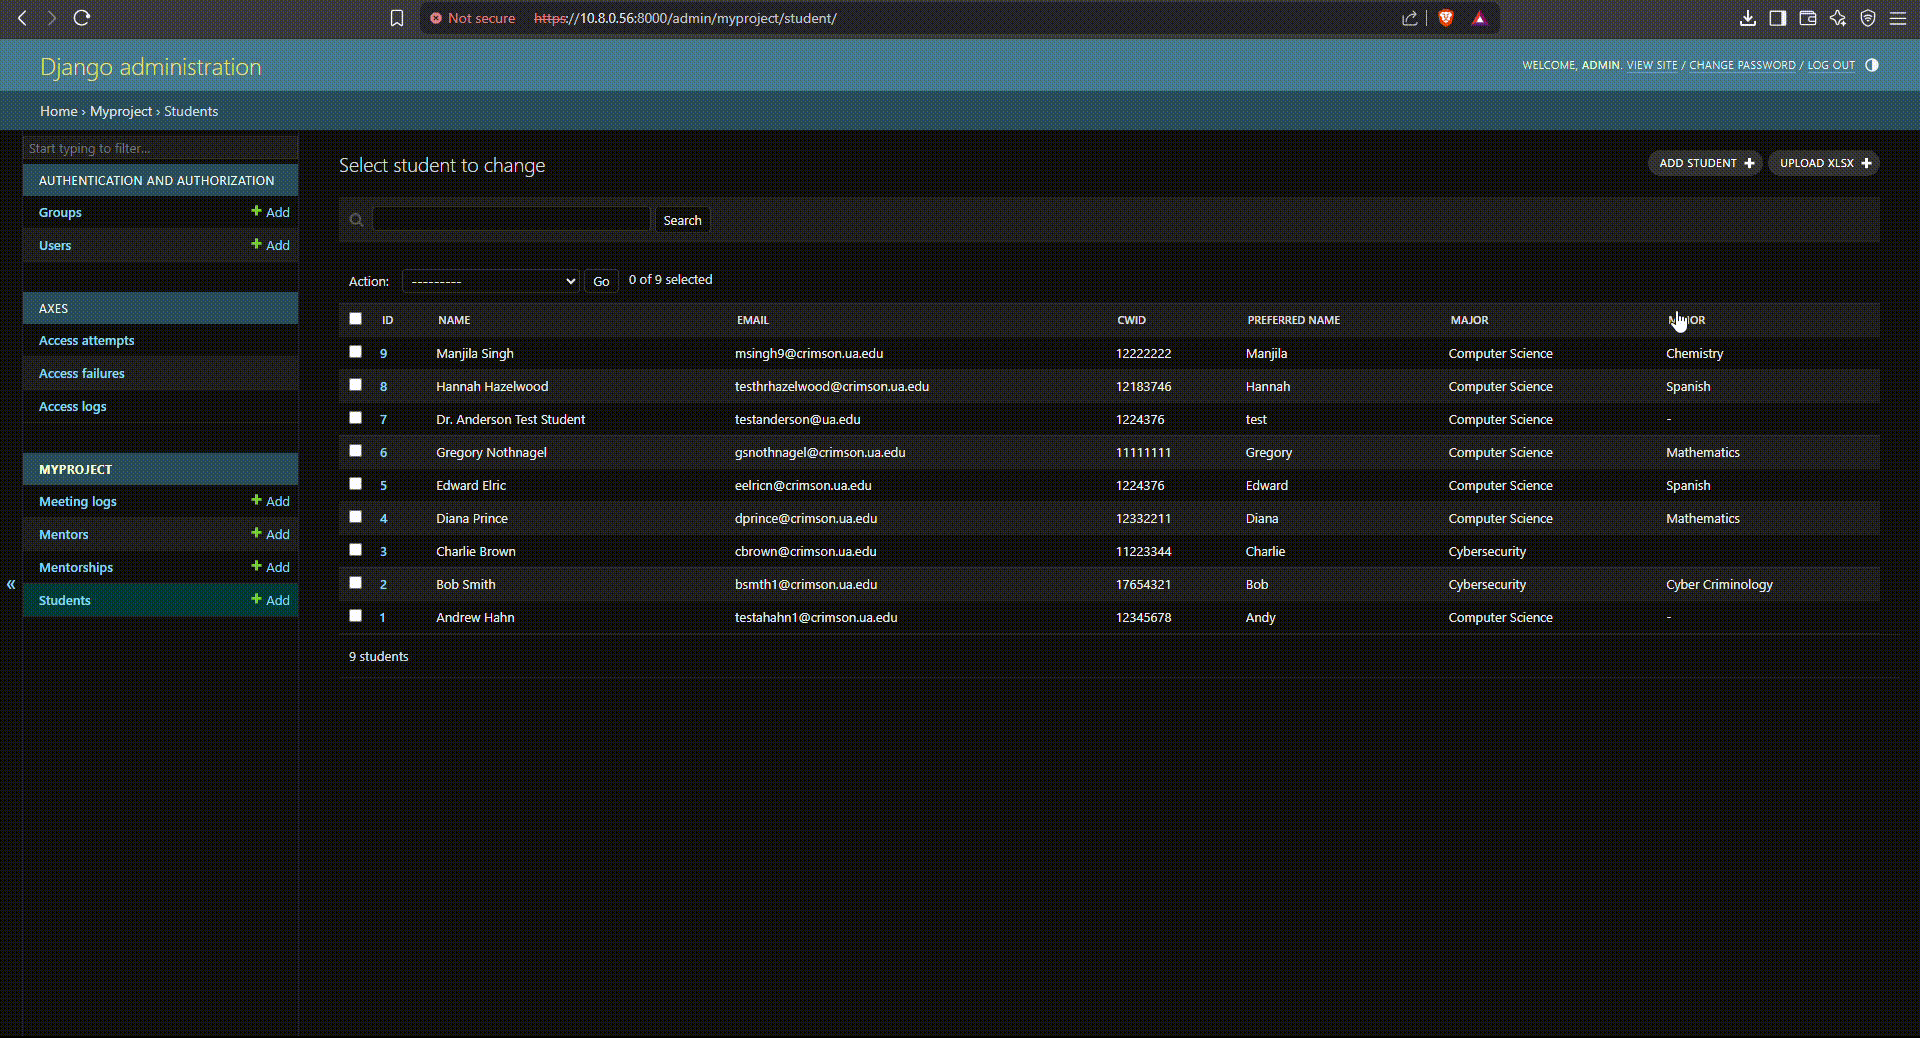 Not secure https://10.8.0.56:8000/admin/myproject/student/
Django administration
WELCOME, ADMIN. VIEW SITE / CHANGE PASSWORD / LOG OUT
Home › Myproject › Students
Start typing to filter...
AUTHENTICATION AND AUTHORIZATION
Groups + Add
Users + Add
AXES
Access attempts
Access failures
Access logs
MYPROJECT
Meeting logs + Add
Mentors + Add
Mentorships + Add
« Students + Add
Select student to change
ADD STUDENT + UPLOAD XLSX +
Search
Action: --------- Go 0 of 9 selected
ID NAME EMAIL CWID PREFERRED NAME MAJOR
9 Manjila Singh msingh9@crimson.ua.edu 12222222 Manjila Computer Science Chemistry
8 Hannah Hazelwood testhrhazelwood@crimson.ua.edu 12183746 Hannah Computer Science Spanish
7 Dr. Anderson Test Student testanderson@ua.edu 1224376 test Computer Science -
6 Gregory Nothnagel gsnothnagel@crimson.ua.edu 11111111 Gregory Computer Science Mathematics
5 Edward Elric eelricn@crimson.ua.edu 1224376 Edward Computer Science Spanish
4 Diana Prince dprince@crimson.ua.edu 12332211 Diana Computer Science Mathematics
3 Charlie Brown cbrown@crimson.ua.edu 11223344 Charlie Cybersecurity
2 Bob Smith bsmth1@crimson.ua.edu 17654321 Bob Cybersecurity Cyber Criminology
1 Andrew Hahn testahahn1@crimson.ua.edu 12345678 Andy Computer Science -
9 students